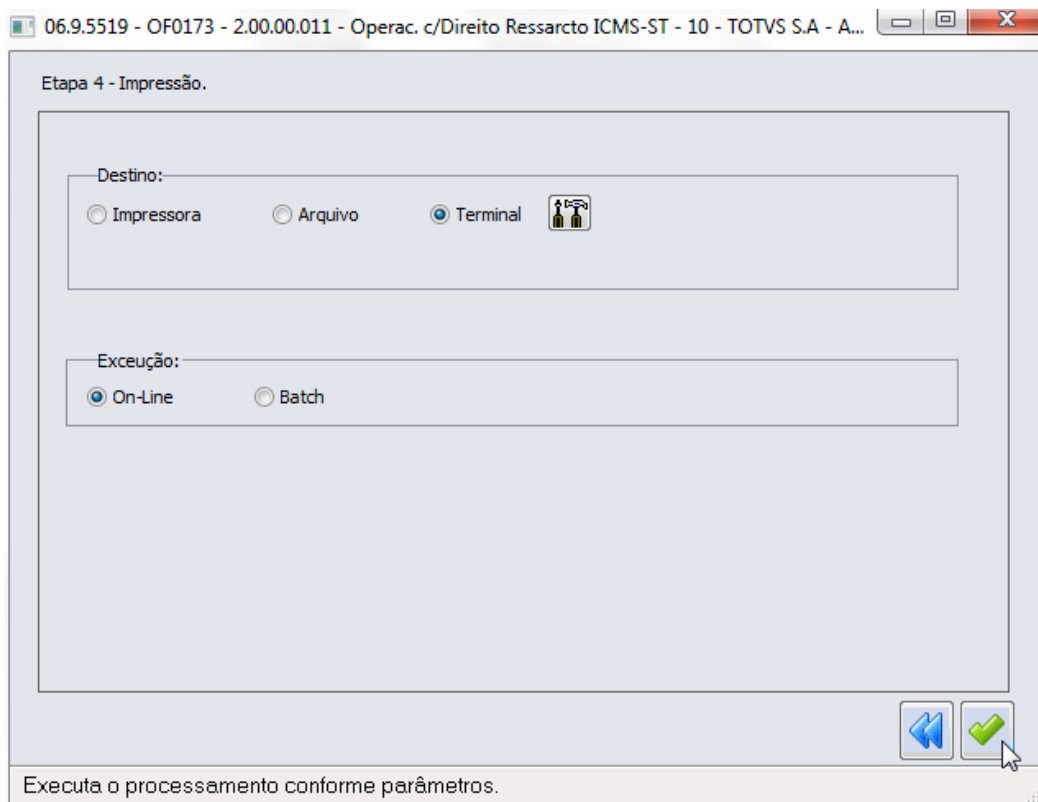 06.9.5519 - OF0173 - 2.00.00.011 - Operac. c/Direito Ressarcto ICMS-ST - 10 - TOTVS S.A - A...
Etapa 4 - Impressão.
Destino:
Impressora Arquivo Terminal
Exceução:
On-Line Batch
Executa o processamento conforme parâmetros.